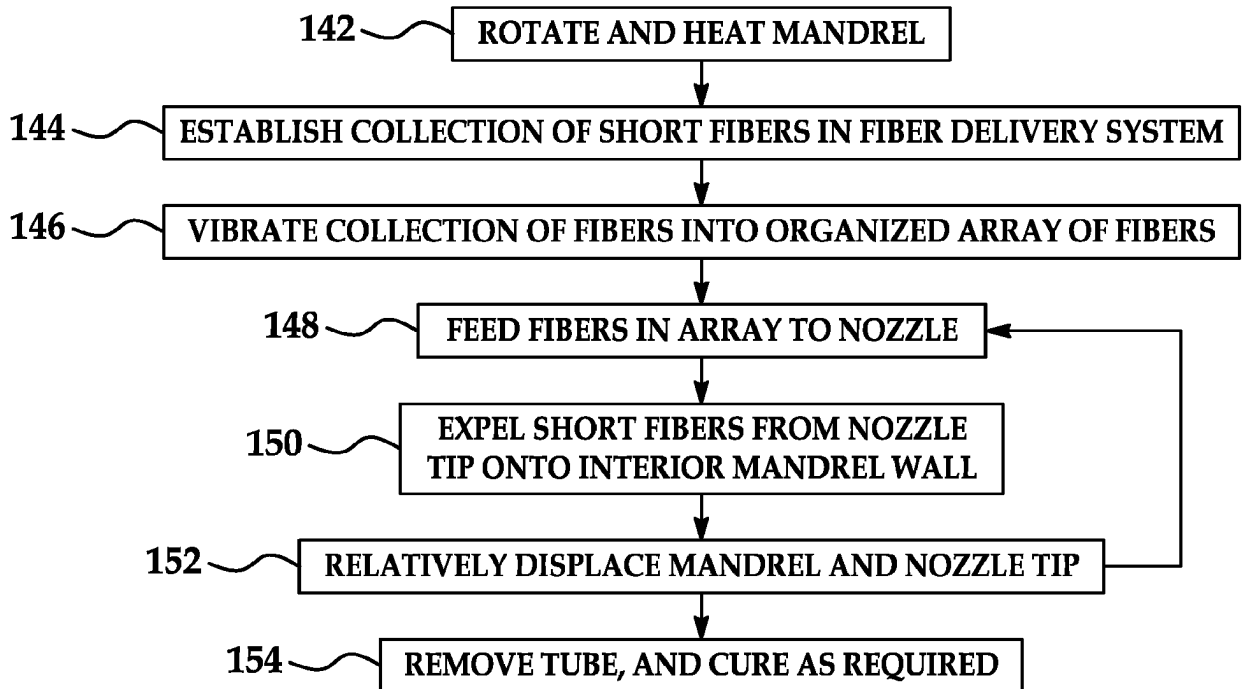 142 ROTATE AND HEAT MANDREL
144 ESTABLISH COLLECTION OF SHORT FIBERS IN FIBER DELIVERY SYSTEM
146 VIBRATE COLLECTION OF FIBERS INTO ORGANIZED ARRAY OF FIBERS
148 FEED FIBERS IN ARRAY TO NOZZLE
150 EXPEL SHORT FIBERS FROM NOZZLE
TIP ONTO INTERIOR MANDREL WALL
152 RELATIVELY DISPLACE MANDREL AND NOZZLE TIP
154 REMOVE TUBE, AND CURE AS REQUIRED